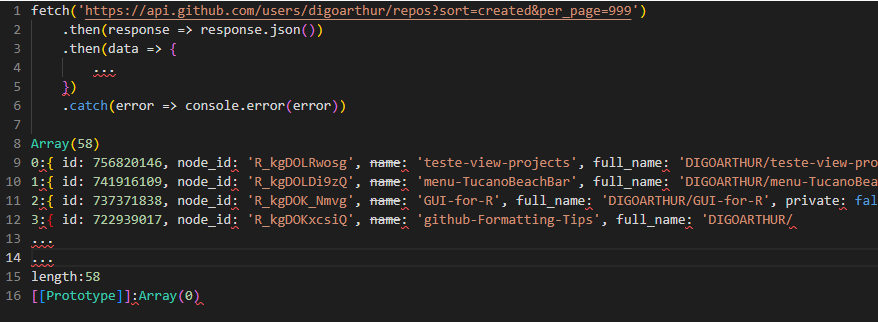 1 fetch('https://api.github.com/users/digoarthur/repos?sort=created&per_page=999')
2 .then(response => response.json())
3 .then(data => {
4 ...
5 })
6 .catch(error => console.error(error))
7
8 Array(58)
9 0:{ id: 756820146, node_id: 'R_kgDOLRwosg', name: 'teste-view-projects', full_name: 'DIGOARTHUR/teste-view-pro
10 1:{ id: 741916109, node_id: 'R_kgDOLDi9zQ', name: 'menu-TucanoBeachBar', full_name: 'DIGOARTHUR/menu-TucanoBea
11 2:{ id: 737371838, node_id: 'R_kgDOK_Nmvg', name: 'GUI-for-R', full_name: 'DIGOARTHUR/GUI-for-R', private: fal
12 3:{ id: 722939017, node_id: 'R_kgDOKxcsiQ', name: 'github-Formatting-Tips', full_name: 'DIGOARTHUR/
13 ...
14 ...
15 length:58
16 [[Prototype]]:Array(0)